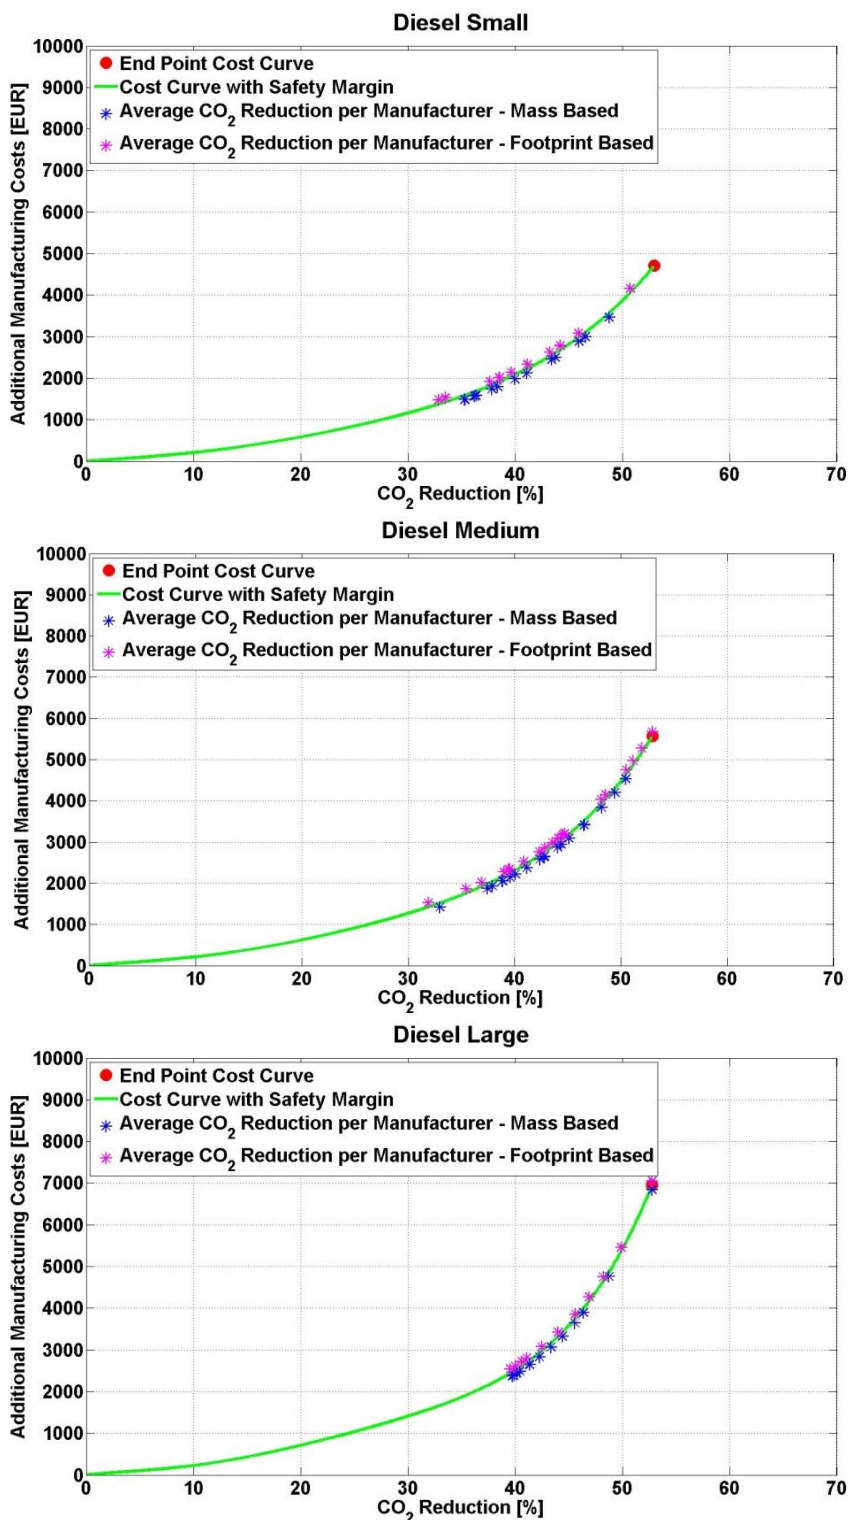 Diesel Small
10000
9000
8000
7000
6000
5000
4000
3000
2000
1000
0
Additional Manufacturing Costs [EUR]
End Point Cost Curve
Cost Curve with Safety Margin
Average CO2 Reduction per Manufacturer - Mass Based
Average CO2 Reduction per Manufacturer - Footprint Based
0 10 20 30 40 50 60 70
CO2 Reduction [%]
Diesel Medium
10000
9000
8000
7000
6000
5000
4000
3000
2000
1000
0
Additional Manufacturing Costs [EUR]
End Point Cost Curve
Cost Curve with Safety Margin
Average CO2 Reduction per Manufacturer - Mass Based
Average CO2 Reduction per Manufacturer - Footprint Based
0 10 20 30 40 50 60 70
CO2 Reduction [%]
Diesel Large
10000
9000
8000
7000
6000
5000
4000
3000
2000
1000
0
Additional Manufacturing Costs [EUR]
End Point Cost Curve
Cost Curve with Safety Margin
Average CO2 Reduction per Manufacturer - Mass Based
Average CO2 Reduction per Manufacturer - Footprint Based
0 10 20 30 40 50 60 70
CO2 Reduction [%]